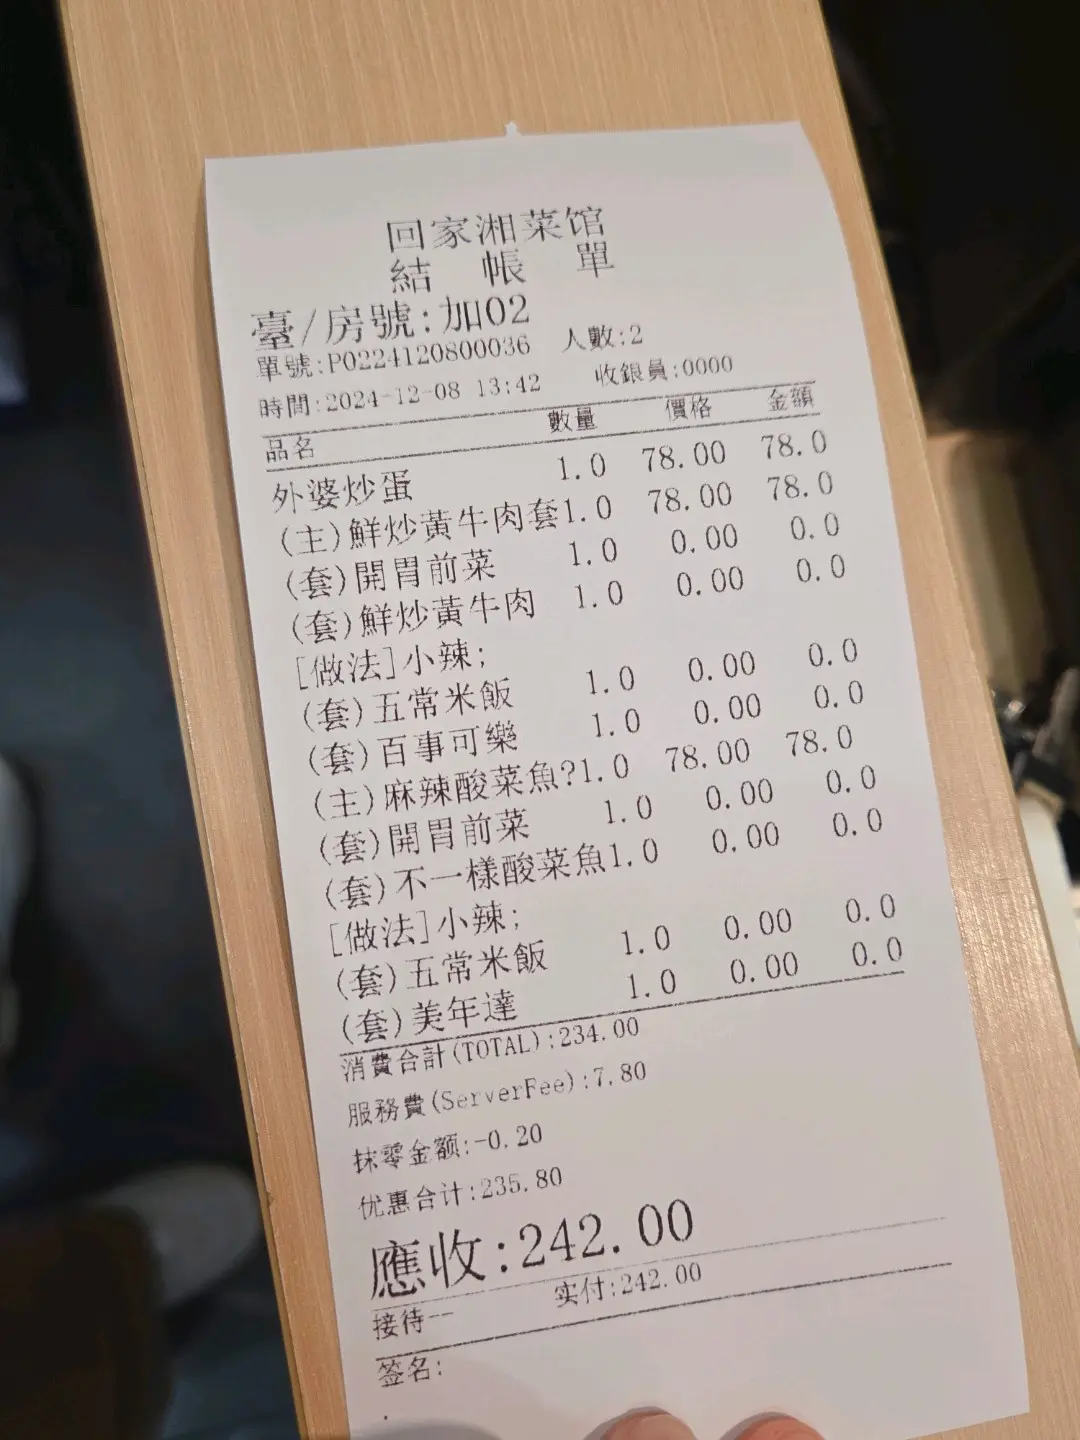 回家湘菜馆
結 帳 單
臺/房號:加02
單號:P0224120800036 人數:2
時間:2024-12-08 13:42 收銀員:0000
品名 數量 價格 金額
外婆炒蛋 1.0 78.00 78.0
(主)鮮炒黃牛肉套1.0 78.00 78.0
(套)開胃前菜 1.0 0.00 0.0
(套)鮮炒黃牛肉 1.0 0.00 0.0
[做法]小辣;
(套)五常米飯 1.0 0.00 0.0
(套)百事可樂 1.0 0.00 0.0
(主)麻辣酸菜魚?1.0 78.00 78.0
(套)開胃前菜 1.0 0.00 0.0
(套)不一樣酸菜魚1.0 0.00 0.0
[做法]小辣;
(套)五常米飯 1.0 0.00 0.0
(套)美年達 1.0 0.00 0.0
消費合計(TOTAL):234.00
服務費(ServerFee):7.80
抹零金额:-0.20
优惠合计:235.80
應收:242.00
接待-- 实付:242.00
签名: